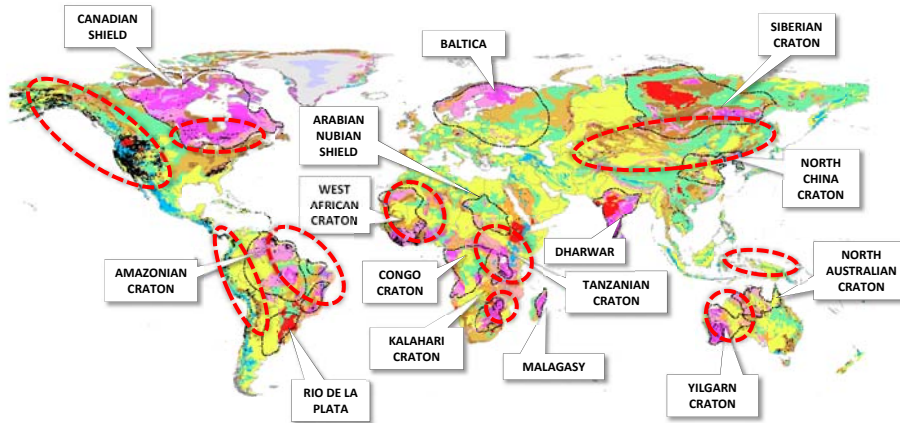 CANADIAN
SHIELD
BALTICA
SIBERIAN
CRATON
ARABIAN
NUBIAN
SHIELD
WEST
AFRICAN
CRATON
NORTH
CHINA
CRATON
DHARWAR
AMAZONIAN
CRATON
CONGO
CRATON
TANZANIAN
CRATON
NORTH
AUSTRALIAN
CRATON
KALAHARI
CRATON
MALAGASY
RIO DE LA
PLATA
YILGARN
CRATON